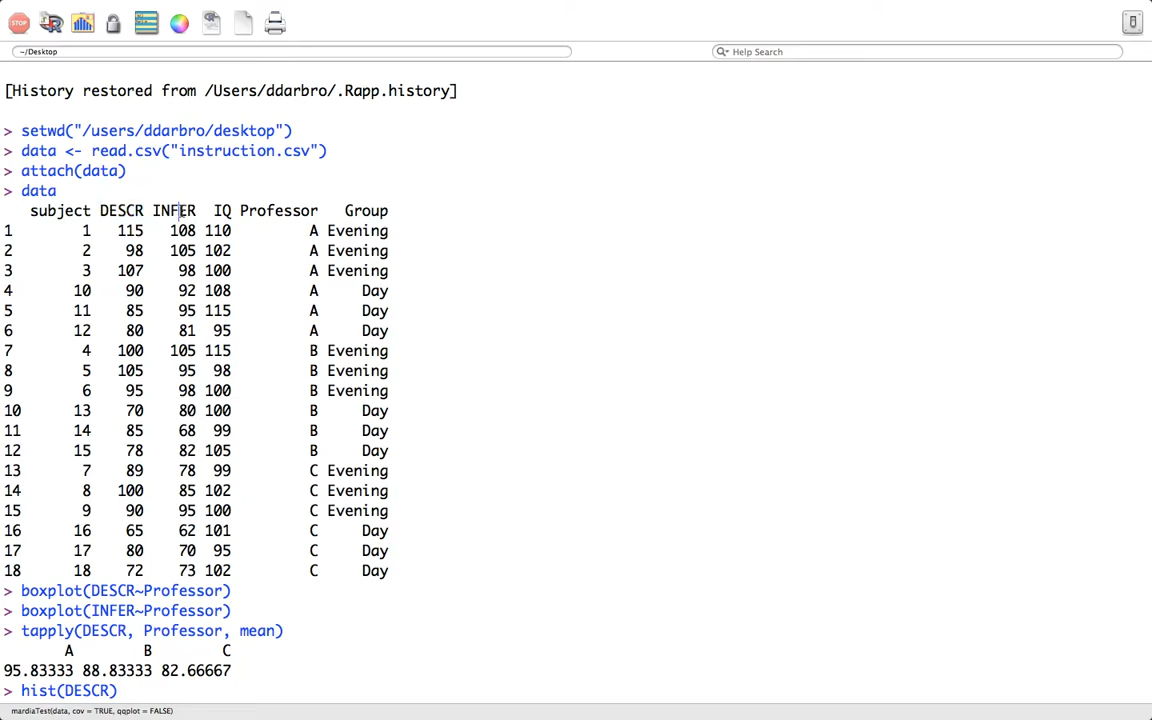 STOP
~/Desktop
Help Search
[History restored from /Users/ddarbro/.Rapp.history]
> setwd("/users/ddarbro/desktop")
> data <- read.csv("instruction.csv")
> attach(data)
> data
subject DESCR INFER IQ Professor Group
1 1 115 108 110 A Evening
2 2 98 105 102 A Evening
3 3 107 98 100 A Evening
4 10 90 92 108 A Day
5 11 85 95 115 A Day
6 12 80 81 95 A Day
7 4 100 105 115 B Evening
8 5 105 95 98 B Evening
9 6 95 98 100 B Evening
10 13 70 80 100 B Day
11 14 85 68 99 B Day
12 15 78 82 105 B Day
13 7 89 78 99 C Evening
14 8 100 85 102 C Evening
15 9 90 95 100 C Evening
16 16 65 62 101 C Day
17 17 80 70 95 C Day
18 18 72 73 102 C Day
> boxplot(DESCR~Professor)
> boxplot(INFER~Professor)
> tapply(DESCR, Professor, mean)
A B C
95.83333 88.83333 82.66667
> hist(DESCR)
mardiaTest(data, cov = TRUE, qqplot = FALSE)